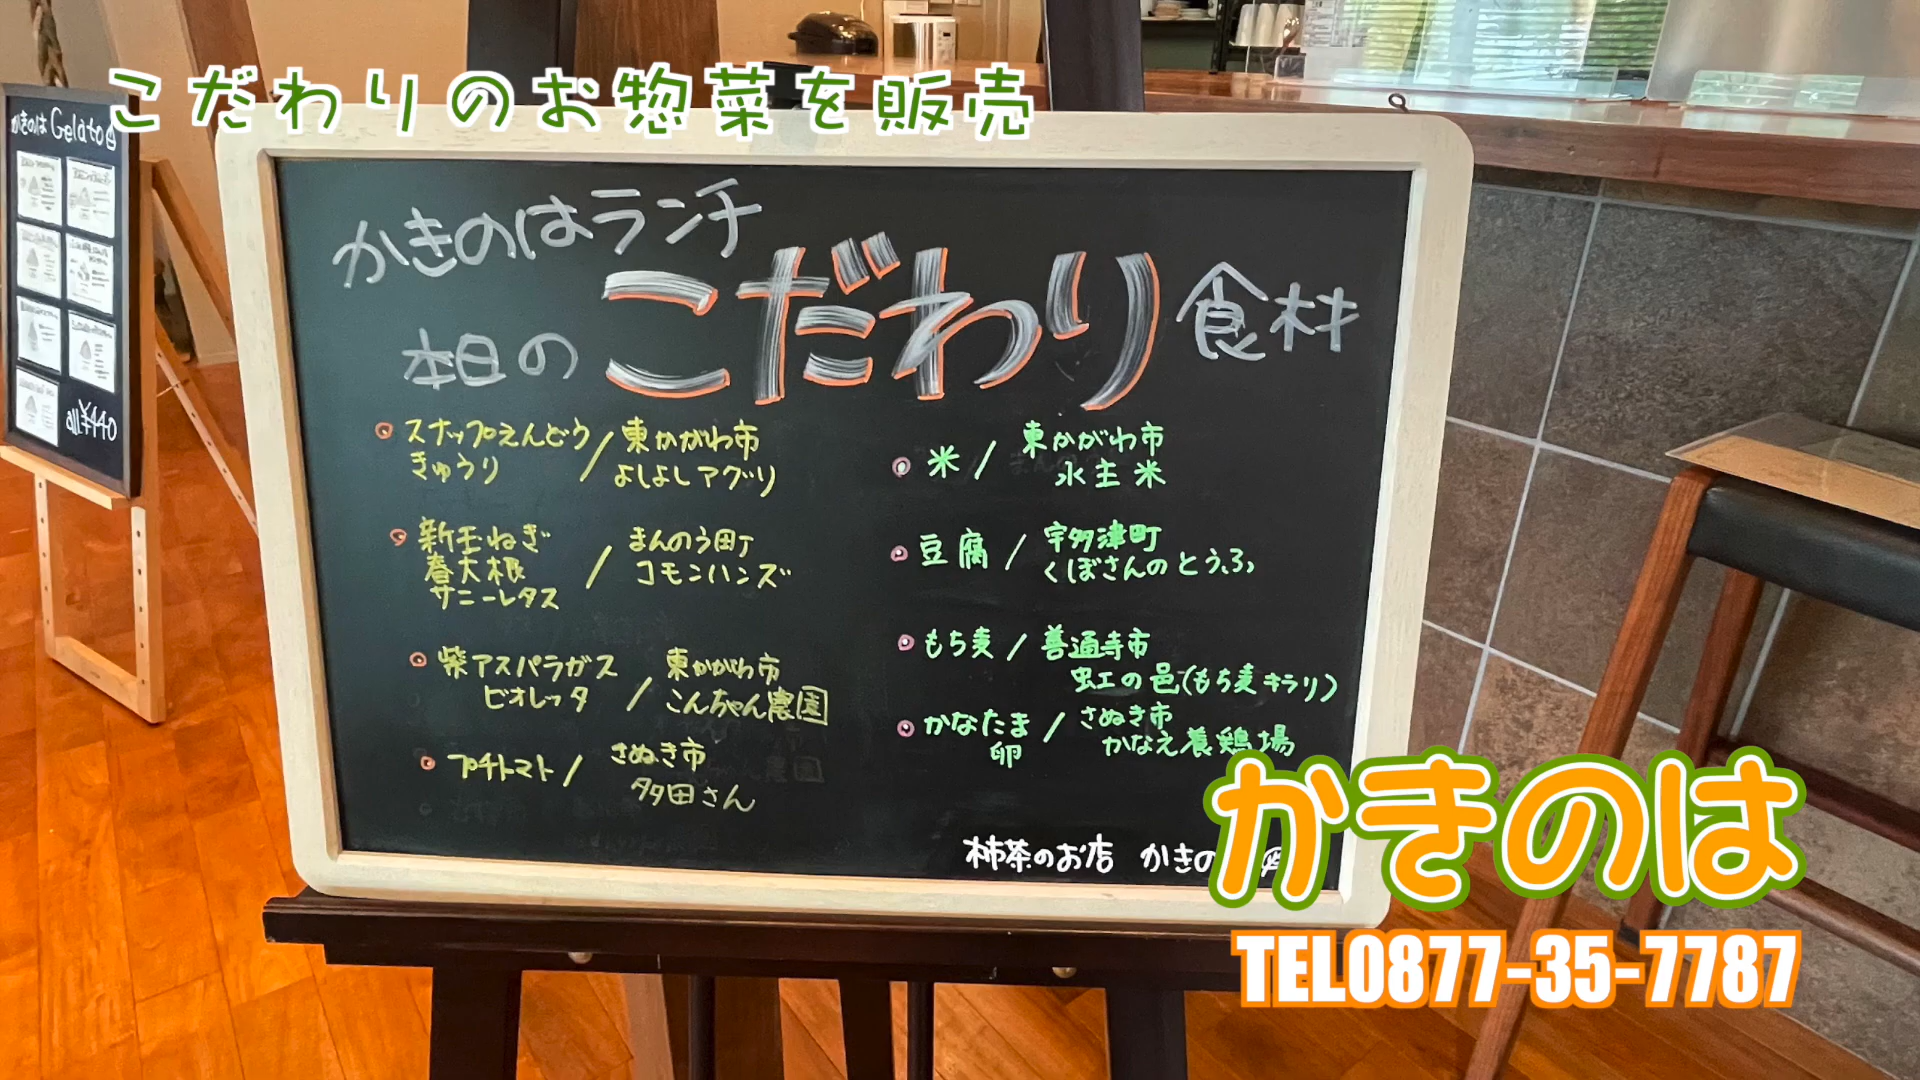 こだわりのお惣菜を販売
かきのは Gelato
all ¥440
かきのはランチ
本日の こだわり 食材
スナップえんどう
きゅうり / 東かがわ市
よしよしアグリ
新玉ねぎ
春大根
サニーレタス / まんのう町
コモンハンズ
紫アスパラガス
ビオレッタ / 東かがわ市
こんちゃん農園
プチトマト / さぬき市
多田さん
米 / 東かがわ市
水主米
豆腐 / 宇多津町
くぼさんのとうふ
もち麦 / 善通寺市
虹の邑(もち麦キラリ)
かなたま
卵 / さぬき市
かなえ養鶏場
柿茶のお店 かきの
かきのは
TEL0877-35-7787